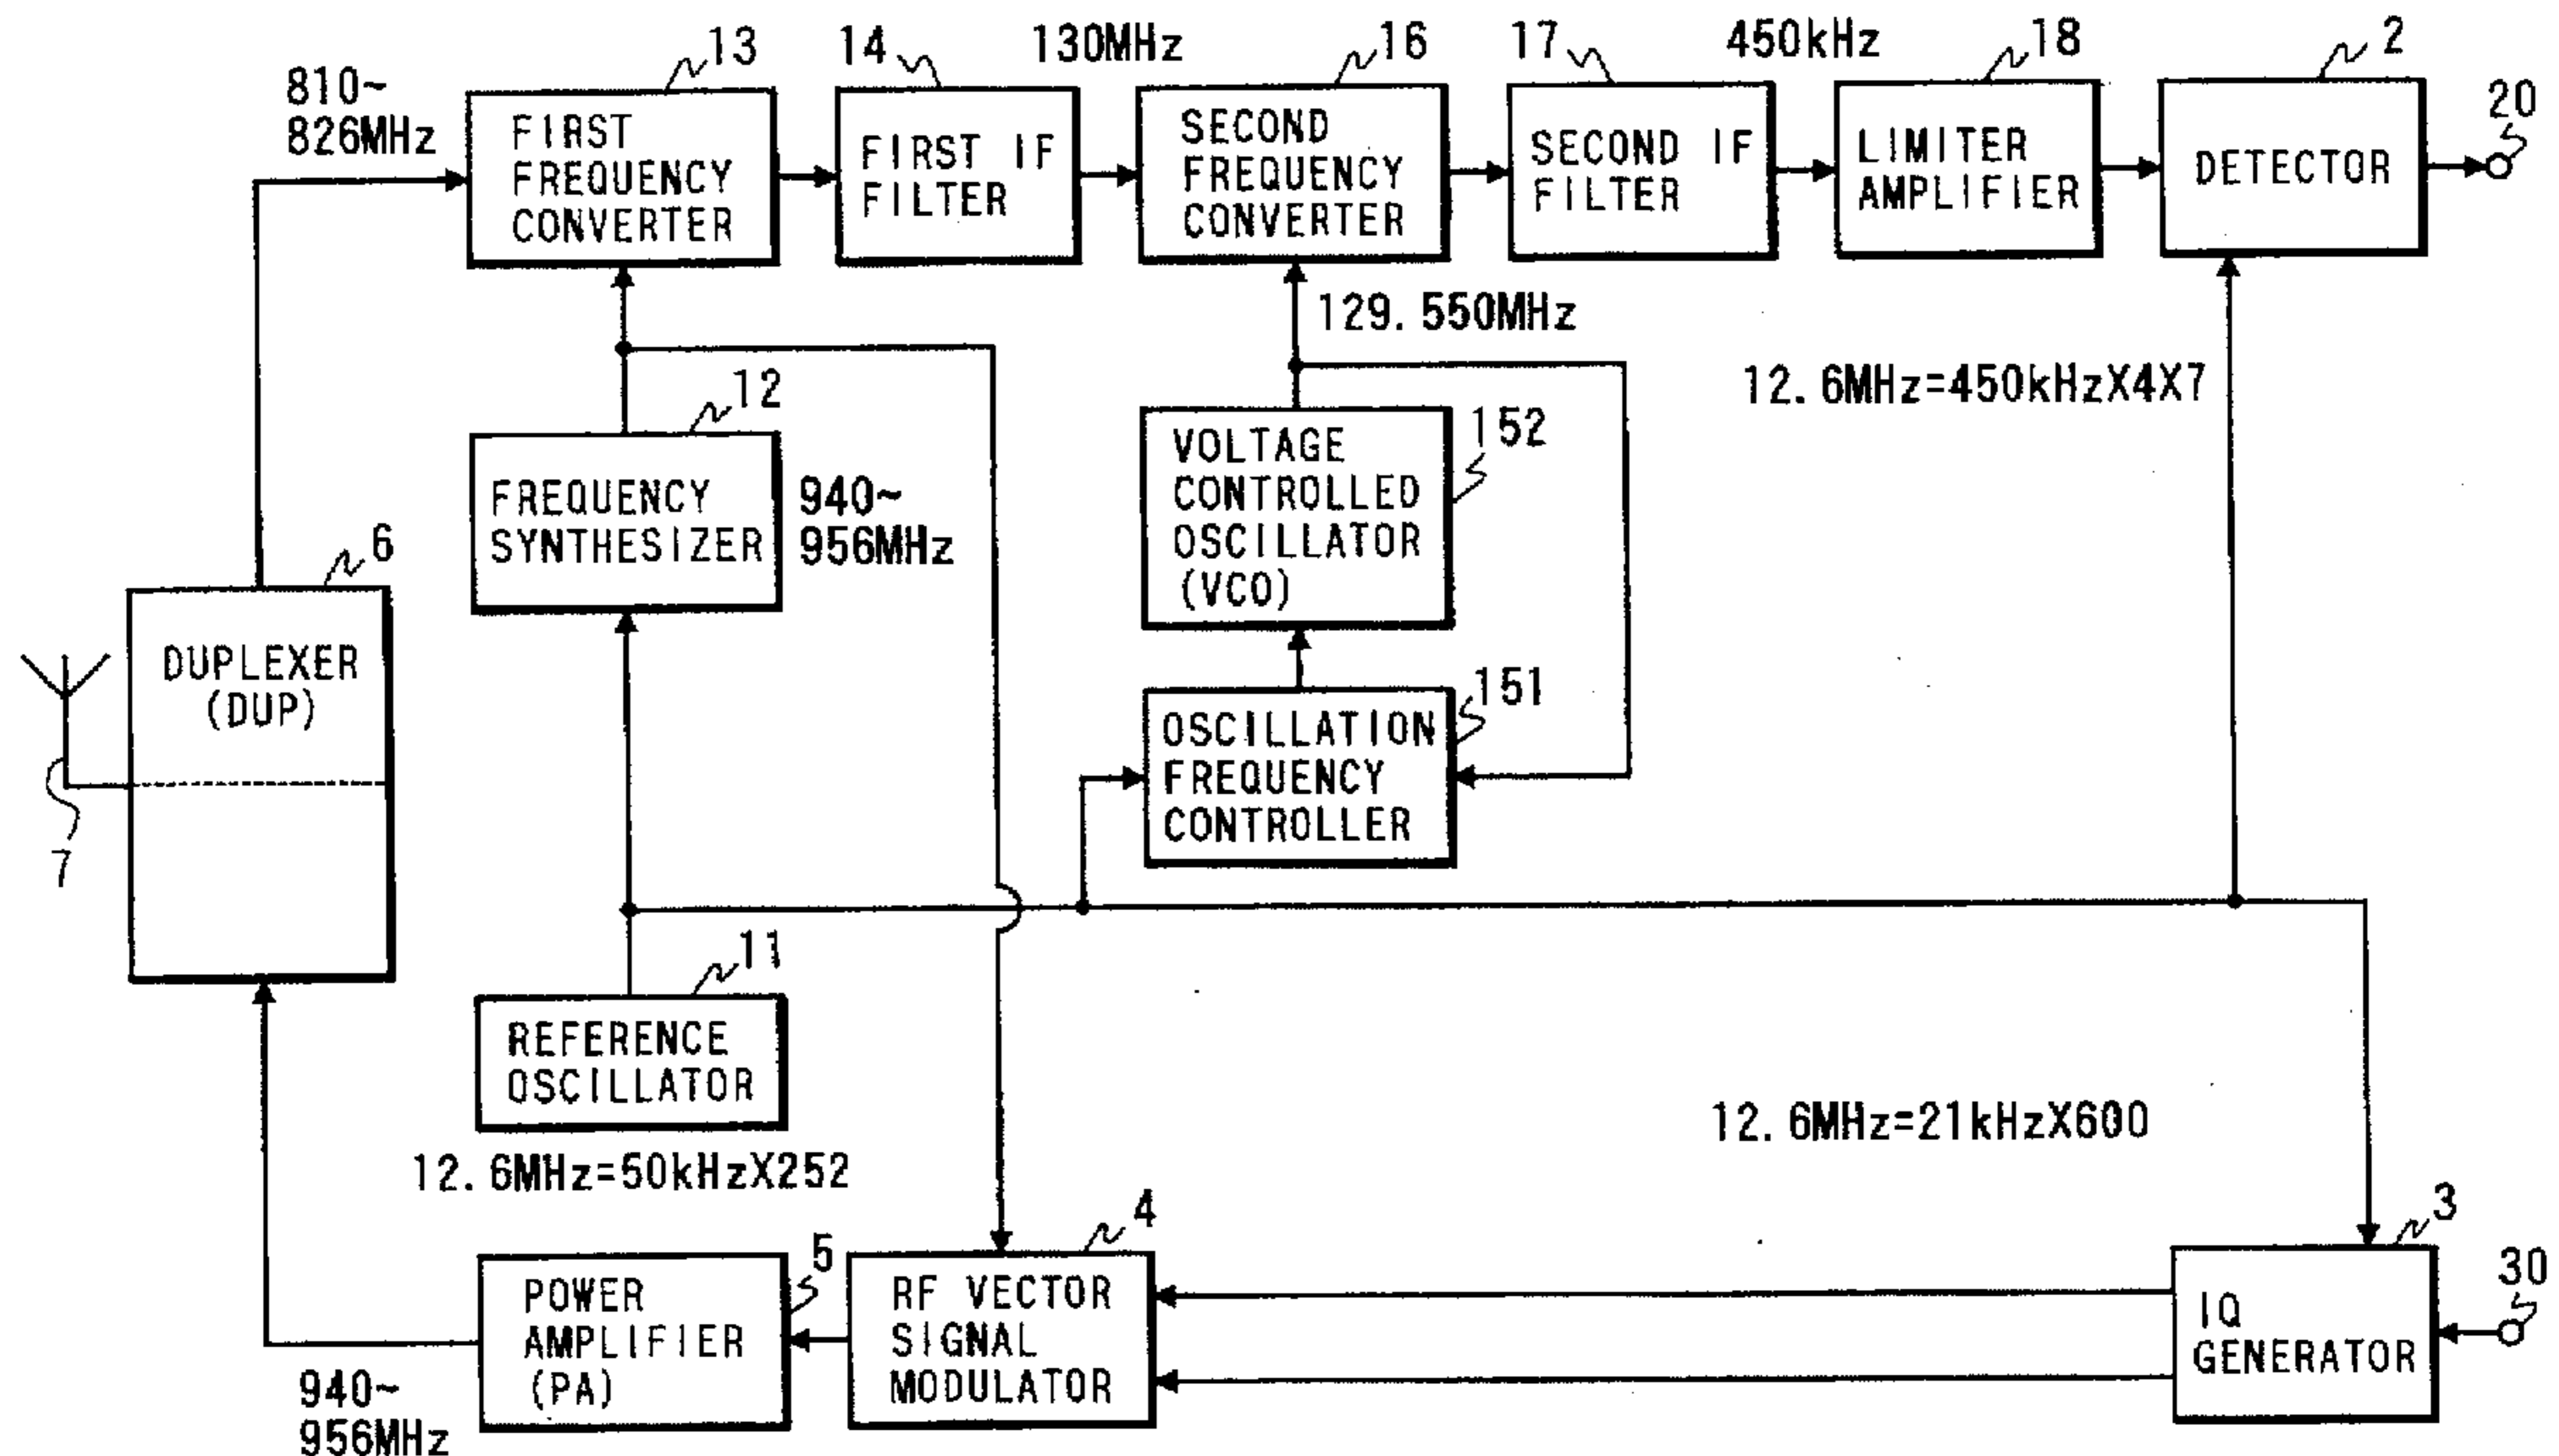 13
14
130MHz
16
17
450kHz
18
2
20
810~
826MHz
FIRST
FREQUENCY
CONVERTER
FIRST IF
FILTER
SECOND
FREQUENCY
CONVERTER
SECOND IF
FILTER
LIMITER
AMPLIFIER
DETECTOR
129. 550MHz
12. 6MHz=450kHzX4X7
12
FREQUENCY
SYNTHESIZER
940~
956MHz
152
VOLTAGE
CONTROLLED
OSCILLATOR
(VCO)
6
DUPLEXER
(DUP)
7
151
OSCILLATION
FREQUENCY
CONTROLLER
11
REFERENCE
OSCILLATOR
12. 6MHz=50kHzX252
12. 6MHz=21kHzX600
5
POWER
AMPLIFIER
(PA)
4
RF VECTOR
SIGNAL
MODULATOR
3
IQ
GENERATOR
30
940~
956MHz